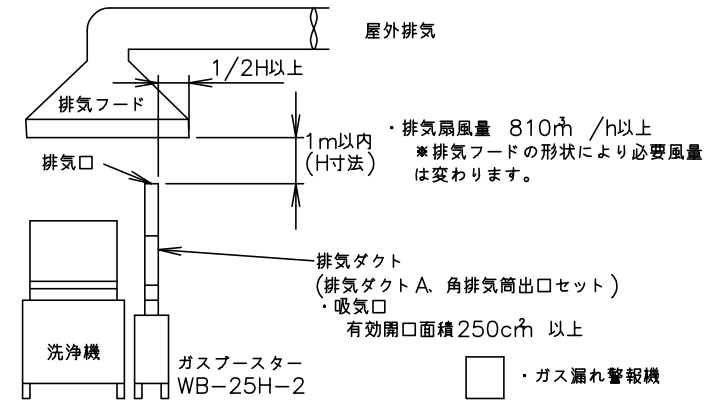 屋外排気
1/2H以上
排気フード
・排気扇風量 810m³ /h以上
※排気フードの形状により必要風量
は変わります。
1m以内
(H寸法)
排気口
排気ダクト
(排気ダクトA、角排気筒出口セット)
・吸気口
有効開口面積250cm² 以上
洗浄機
ガスブースター
WB-25H-2
・ガス漏れ警報機